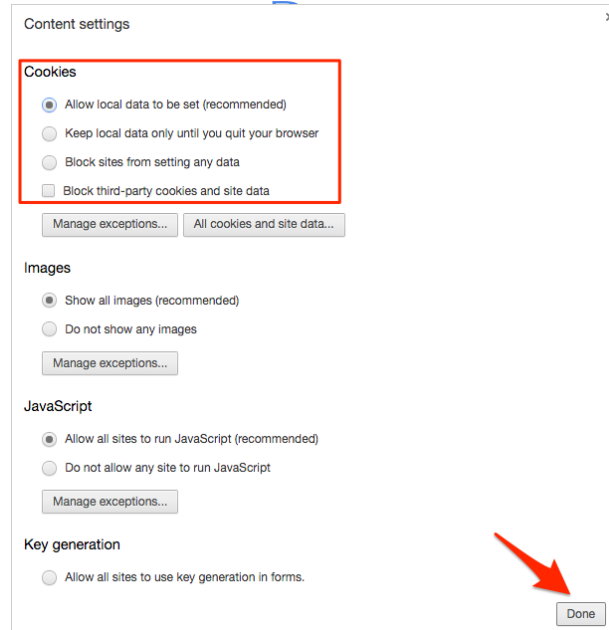 Content settings
Cookies
Allow local data to be set (recommended)
Keep local data only until you quit your browser
Block sites from setting any data
Block third-party cookies and site data
Manage exceptions... All cookies and site data...
Images
Show all images (recommended)
Do not show any images
Manage exceptions...
JavaScript
Allow all sites to run JavaScript (recommended)
Do not allow any site to run JavaScript
Manage exceptions...
Key generation
Allow all sites to use key generation in forms.
Done